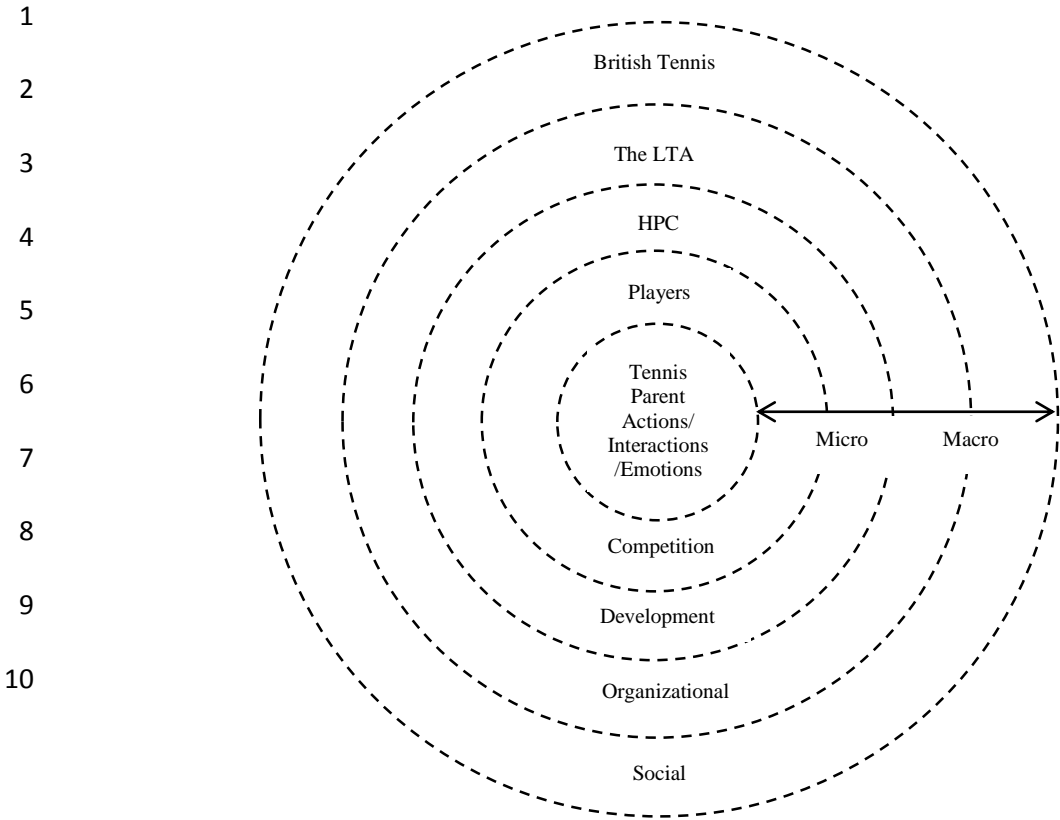 1
British Tennis
2
The LTA
3
HPC
4
Players
5
Tennis
Parent
Actions/
Interactions
/Emotions
6
Micro
Macro
7
Competition
8
Development
9
Organizational
10
Social